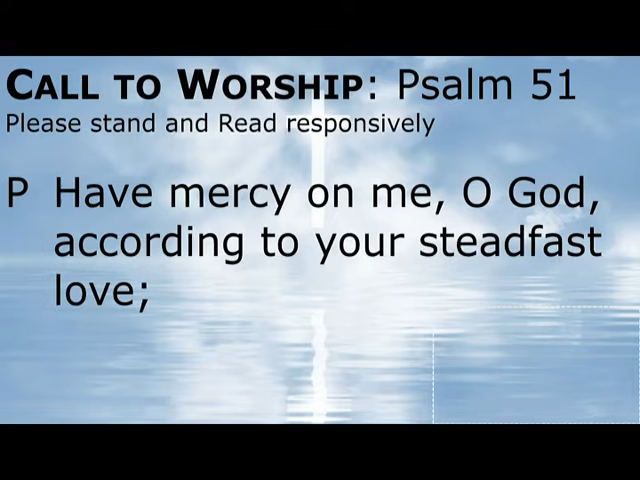 CALL TO WORSHIP: Psalm 51
Please stand and Read responsively
P Have mercy on me, O God,
according to your steadfast
love;